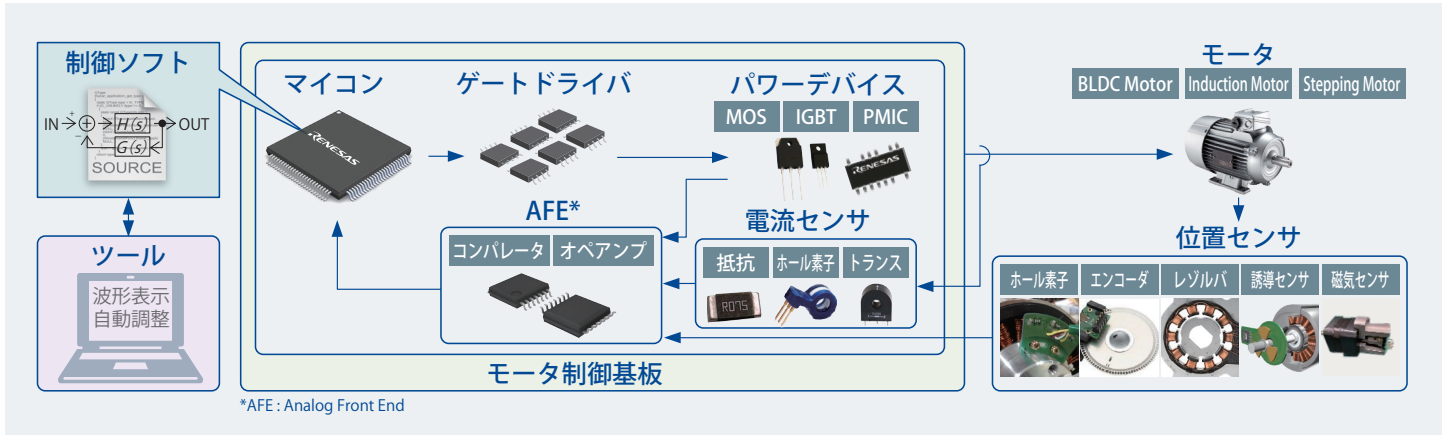 制御ソフト
IN
H(s)
OUT
G(s)
SOURCE
ツール
波形表示
自動調整
マイコン
RENESAS
ゲートドライバ
パワーデバイス
MOS
IGBT
PMIC
RENESAS
AFE*
コンパレータ
オペアンプ
電流センサ
抵抗
ホール素子
トランス
R075
モータ制御基板
*AFE : Analog Front End
モータ
BLDC Motor
Induction Motor
Stepping Motor
位置センサ
ホール素子
エンコーダ
レゾルバ
誘導センサ
磁気センサ